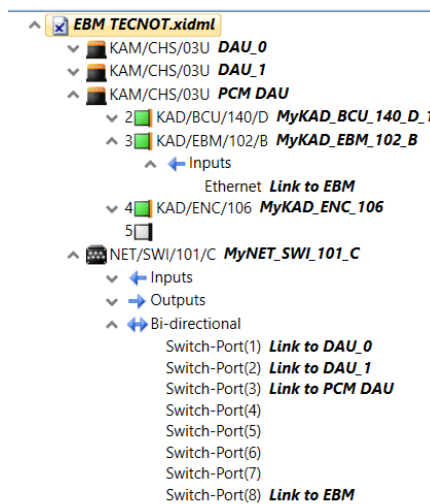 EBM TECNOT.xidml
KAM/CHS/03U DAU_0
KAM/CHS/03U DAU_1
KAM/CHS/03U PCM DAU
2 KAD/BCU/140/D MyKAD_BCU_140_D_1
3 KAD/EBM/102/B MyKAD_EBM_102_B
Inputs
Ethernet Link to EBM
4 KAD/ENC/106 MyKAD_ENC_106
5
NET/SWI/101/C MyNET_SWI_101_C
Inputs
Outputs
Bi-directional
Switch-Port(1) Link to DAU_0
Switch-Port(2) Link to DAU_1
Switch-Port(3) Link to PCM DAU
Switch-Port(4)
Switch-Port(5)
Switch-Port(6)
Switch-Port(7)
Switch-Port(8) Link to EBM